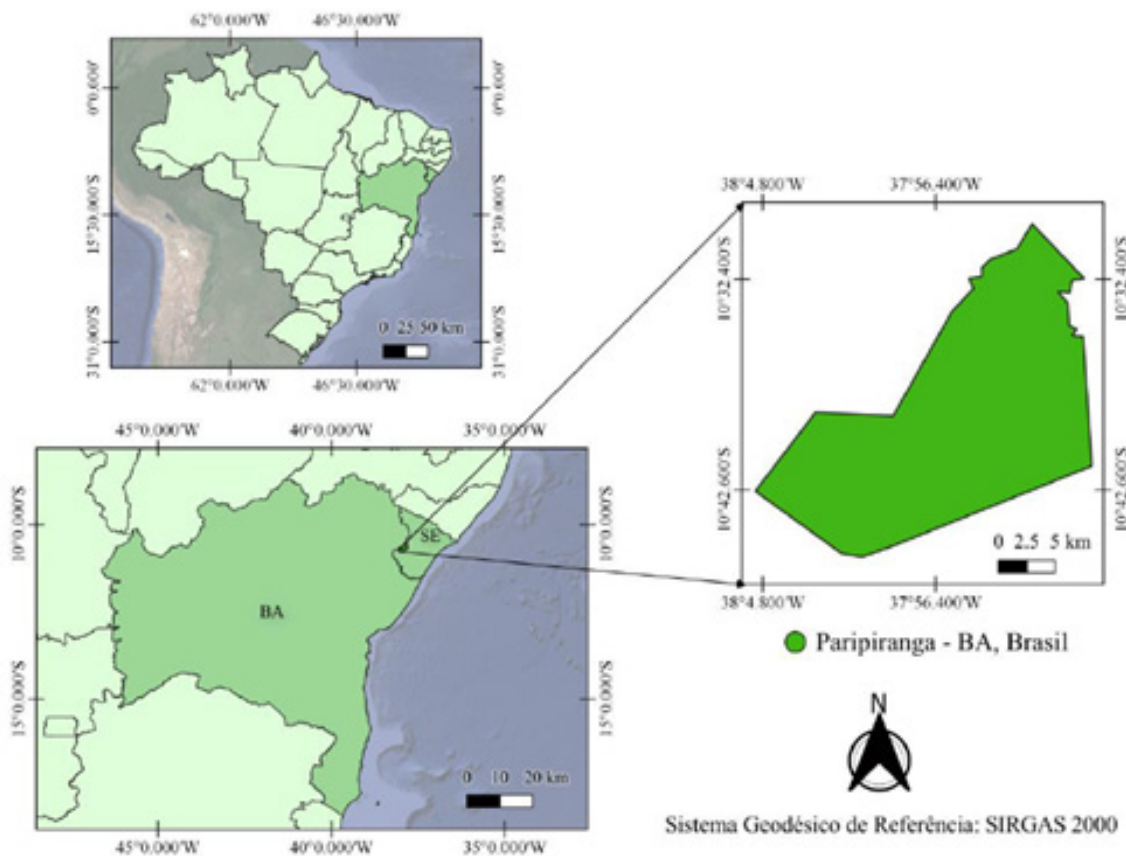 62°0.000'W 46°30.000'W
0°0.000'
15°30.000'S
31°0.000'S
0°0.000'
15°30.000'S
31°0.000'S
0 25 50 km
62°0.000'W 46°30.000'W
45°0.000'W 40°0.000'W 35°0.000'W
10°0.000'S
15°0.000'S
10°0.000'S
15°0.000'S
SE
BA
0 10 20 km
45°0.000'W 40°0.000'W 35°0.000'W
38°4.800'W 37°56.400'W
10°32.400'S
10°42.600'S
10°32.400'S
10°42.600'S
0 2.5 5 km
38°4.800'W 37°56.400'W
Paripiranga - BA, Brasil
N
Sistema Geodésico de Referência: SIRGAS 2000